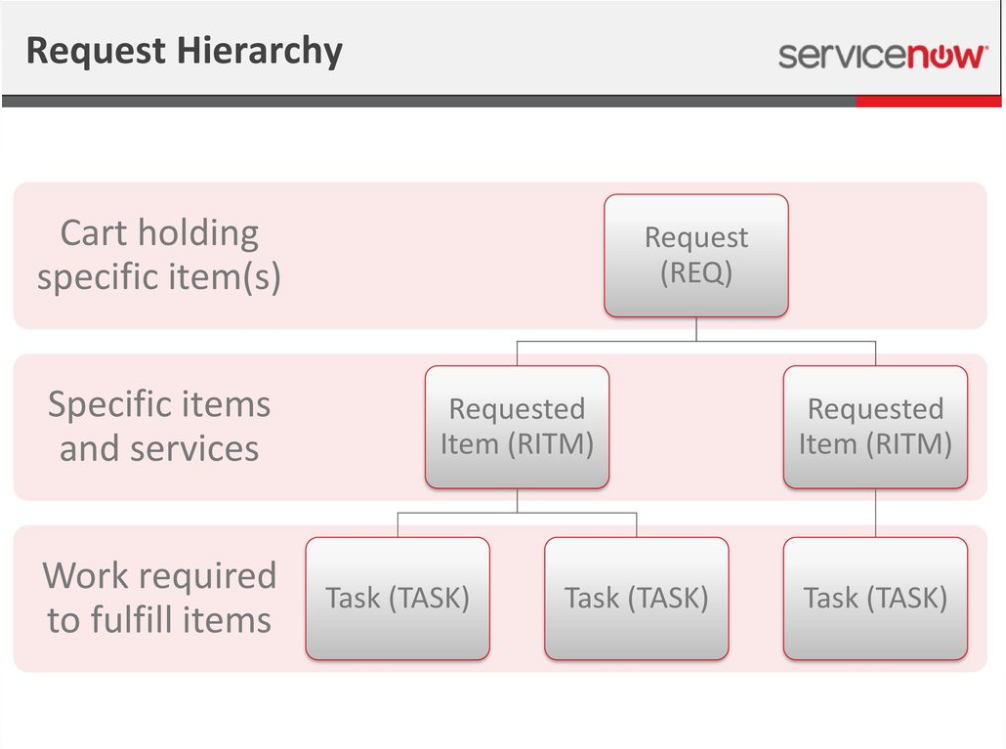 Request Hierarchy
servicenow
Cart holding
specific item(s)
Request
(REQ)
Specific items
and services
Requested
Item (RITM)
Requested
Item (RITM)
Work required
to fulfill items
Task (TASK)
Task (TASK)
Task (TASK)